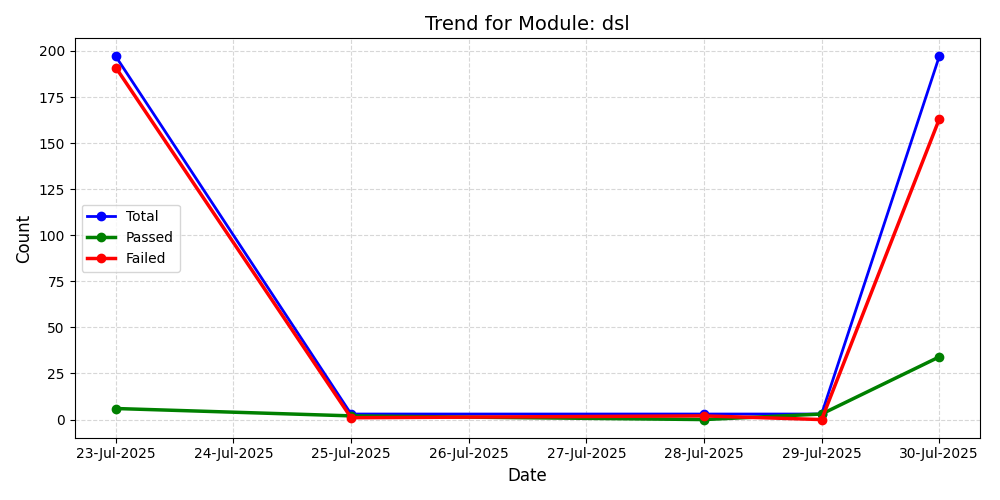 Trend for Module: dsl
200
175
150
125
100
75
50
25
0
Count
Total
Passed
Failed
23-Jul-2025 24-Jul-2025 25-Jul-2025 26-Jul-2025 27-Jul-2025 28-Jul-2025 29-Jul-2025 30-Jul-2025
Date